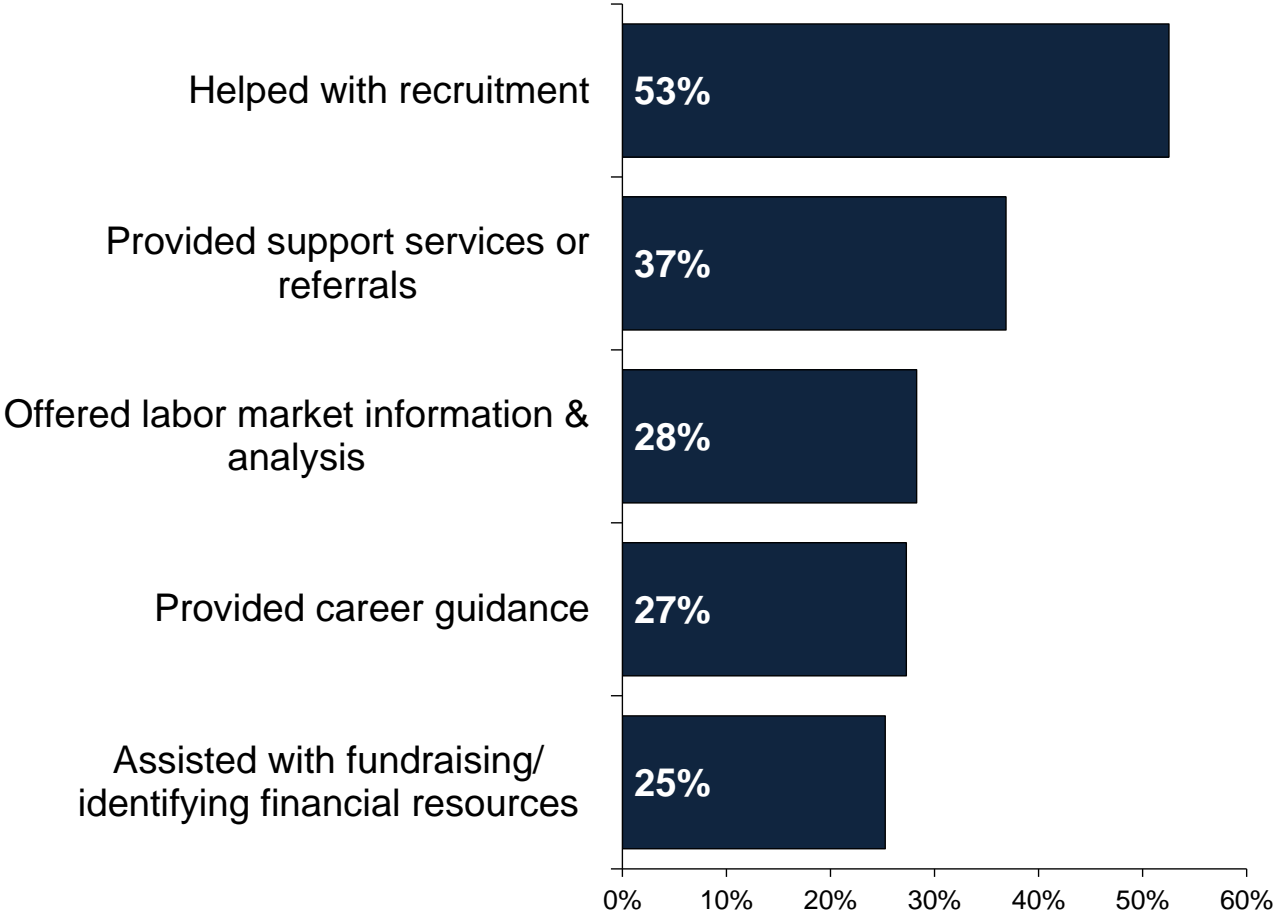 Helped with recruitment
53%
Provided support services or
referrals
37%
Offered labor market information &
analysis
28%
Provided career guidance
27%
Assisted with fundraising/
identifying financial resources
25%
0% 10% 20% 30% 40% 50% 60%